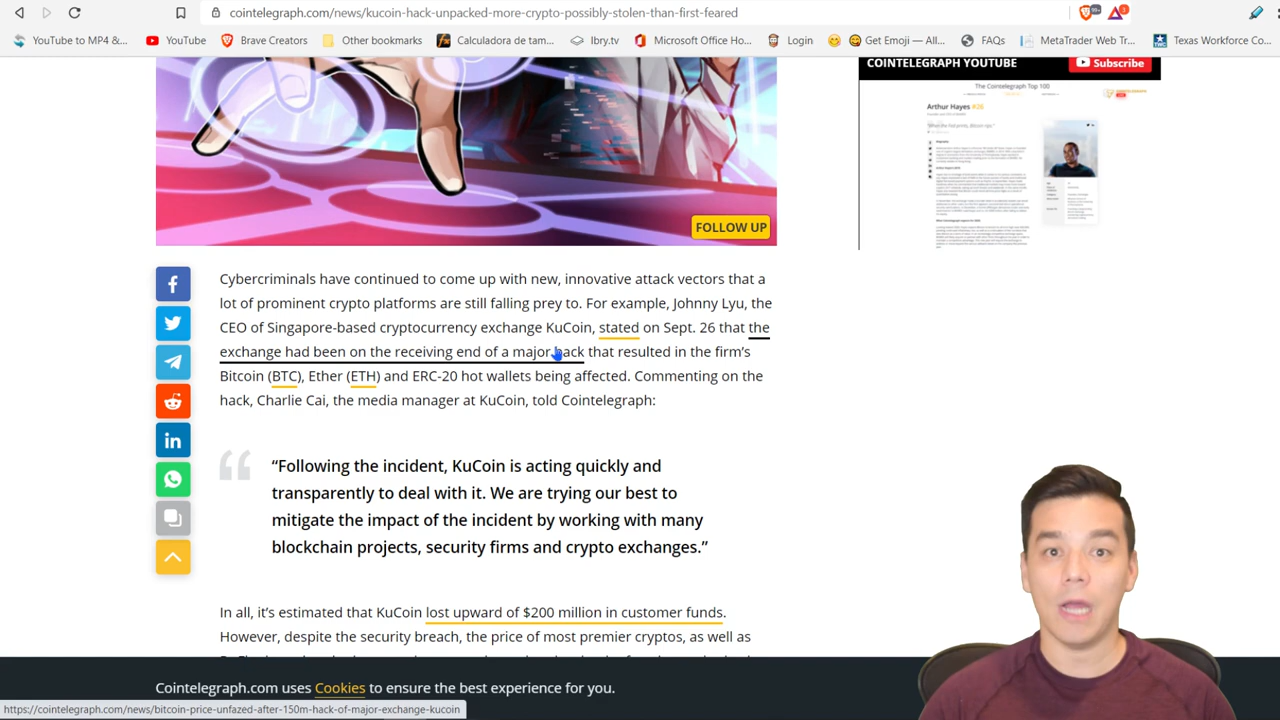 cointelegraph.com/news/kucoin-hack-unpacked-more-crypto-possibly-stolen-than-first-feared
YouTube to MP4 &... YouTube Brave Creators Other bookmarks Calculadora de tam... lbry.tv Microsoft Office Ho... Login Get Emoji — All... FAQs MetaTrader Web Tr... Texas Workforce Co...
COINTELEGRAPH YOUTUBE Subscribe
The Cointelegraph Top 100
Arthur Hayes #26
FOLLOW UP
Cybercriminals have continued to come up with new, innovative attack vectors that a
lot of prominent crypto platforms are still falling prey to. For example, Johnny Lyu, the
CEO of Singapore-based cryptocurrency exchange KuCoin, stated on Sept. 26 that the
exchange had been on the receiving end of a major hack that resulted in the firm’s
Bitcoin (BTC), Ether (ETH) and ERC-20 hot wallets being affected. Commenting on the
hack, Charlie Cai, the media manager at KuCoin, told Cointelegraph:
“Following the incident, KuCoin is acting quickly and
transparently to deal with it. We are trying our best to
mitigate the impact of the incident by working with many
blockchain projects, security firms and crypto exchanges.”
In all, it’s estimated that KuCoin lost upward of $200 million in customer funds.
However, despite the security breach, the price of most premier cryptos, as well as
Cointelegraph.com uses Cookies to ensure the best experience for you.
https://cointelegraph.com/news/bitcoin-price-unfazed-after-150m-hack-of-major-exchange-kucoin